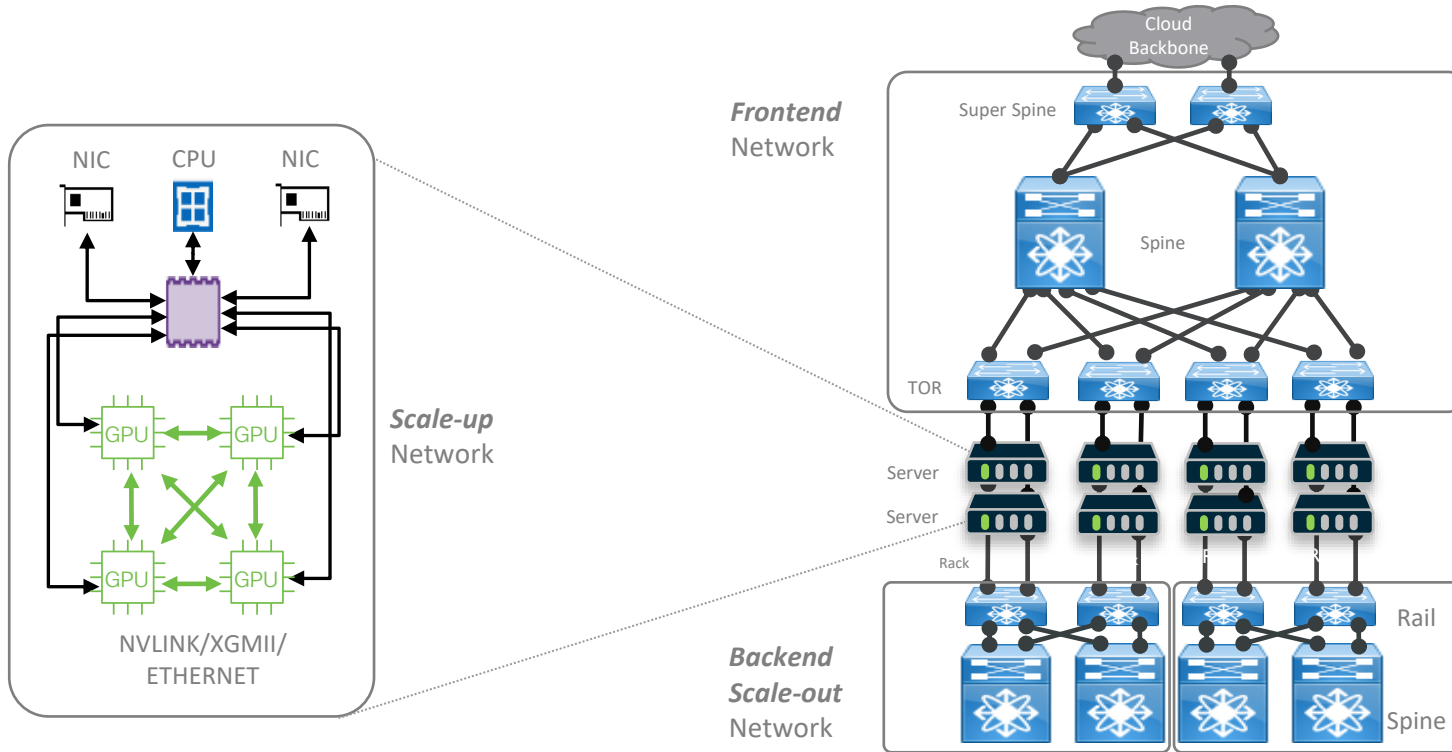 Cloud
Backbone
Frontend
Network
Super Spine
Spine
TOR
NIC
CPU
NIC
GPU
GPU
GPU
GPU
NVLINK/XGMII/
ETHERNET
Scale-up
Network
Server
Server
Rack
Rail
Backend
Scale-out
Network
Spine